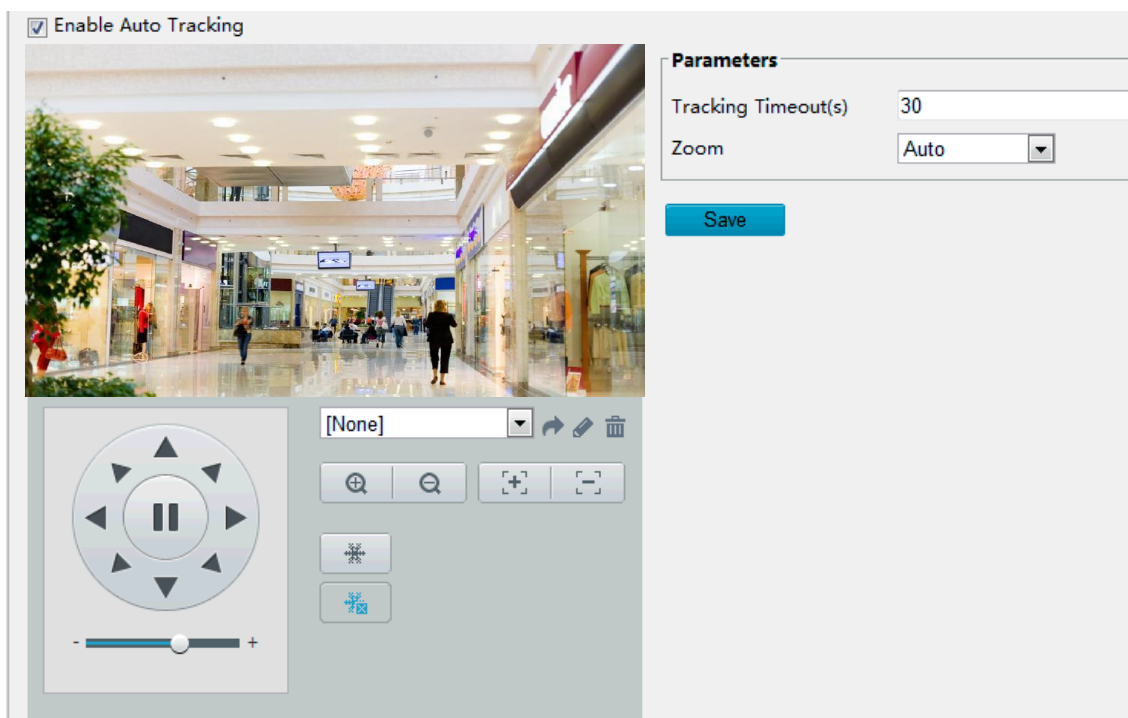 Enable Auto Tracking
Parameters
Tracking Timeout(s) 30
Zoom Auto
Save
[None]
- +